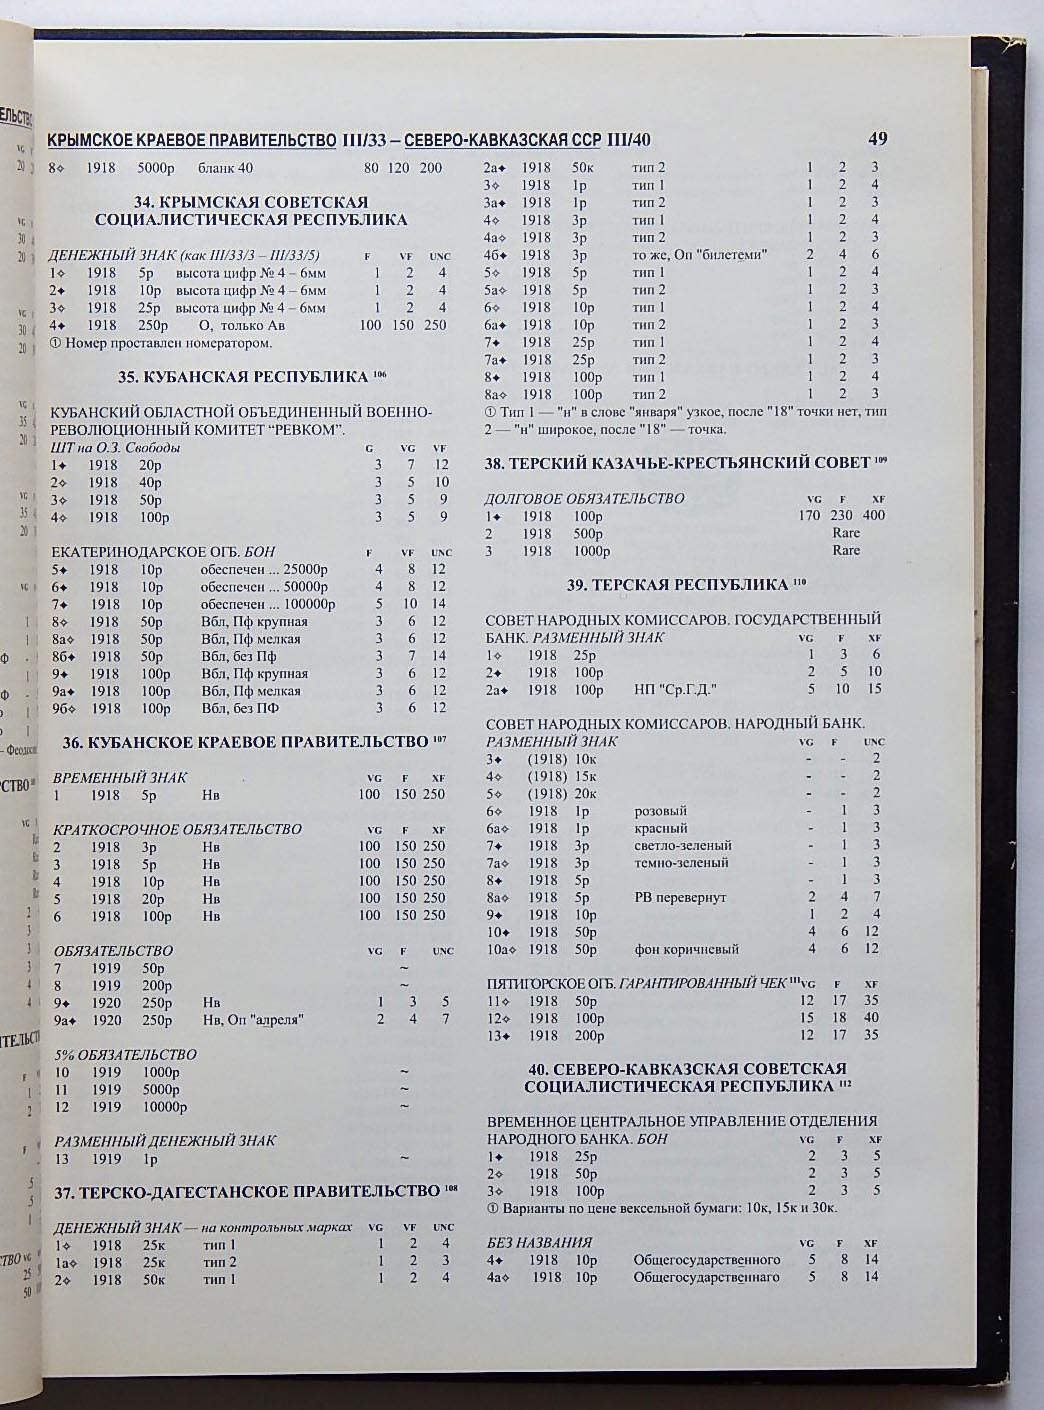 КРЫМСКОЕ КРАЕВОЕ ПРАВИТЕЛЬСТВО III/33 – СЕВЕРО-КАВКАЗСКАЯ ССР III/40 49
8⟡ 1918 5000р бланк 40 80 120 200
34. КРЫМСКАЯ СОВЕТСКАЯ
СОЦИАЛИСТИЧЕСКАЯ РЕСПУБЛИКА
ДЕНЕЖНЫЙ ЗНАК (как III/33/3 – III/33/5) F VF UNC
1⟡ 1918 5р высота цифр № 4 – 6мм 1 2 4
2✦ 1918 10р высота цифр № 4 – 6мм 1 2 4
3⟡ 1918 25р высота цифр № 4 – 6мм 1 2 4
4✦ 1918 250р О, только Ав 100 150 250
① Номер проставлен номератором.
35. КУБАНСКАЯ РЕСПУБЛИКА 106
КУБАНСКИЙ ОБЛАСТНОЙ ОБЪЕДИНЕННЫЙ ВОЕННО-
РЕВОЛЮЦИОННЫЙ КОМИТЕТ “РЕВКОМ”.
ШТ на О.З. Свободы G VG VF
1✦ 1918 20р 3 7 12
2⟡ 1918 40р 3 5 10
3⟡ 1918 50р 3 5 9
4⟡ 1918 100р 3 5 9
ЕКАТЕРИНОДАРСКОЕ ОГБ. БОН F VF UNC
5✦ 1918 10р обеспечен ... 25000р 4 8 12
6✦ 1918 10р обеспечен ... 50000р 4 8 12
7✦ 1918 10р обеспечен ... 100000р 5 10 14
8⟡ 1918 50р Вбл, Пф крупная 3 6 12
8а⟡ 1918 50р Вбл, Пф мелкая 3 6 12
8б✦ 1918 50р Вбл, без Пф 3 7 14
9✦ 1918 100р Вбл, Пф крупная 3 6 12
9а✦ 1918 100р Вбл, Пф мелкая 3 6 12
9б⟡ 1918 100р Вбл, без ПФ 3 6 12
36. КУБАНСКОЕ КРАЕВОЕ ПРАВИТЕЛЬСТВО 107
ВРЕМЕННЫЙ ЗНАК VG F XF
1 1918 5р Нв 100 150 250
КРАТКОСРОЧНОЕ ОБЯЗАТЕЛЬСТВО VG F XF
2 1918 3р Нв 100 150 250
3 1918 5р Нв 100 150 250
4 1918 10р Нв 100 150 250
5 1918 20р Нв 100 150 250
6 1918 100р Нв 100 150 250
ОБЯЗАТЕЛЬСТВО VG F UNC
7 1919 50р ~
8 1919 200р ~
9✦ 1920 250р Нв 1 3 5
9а✦ 1920 250р Нв, Оп "алреля" 2 4 7
5% ОБЯЗАТЕЛЬСТВО
10 1919 1000р ~
11 1919 5000р ~
12 1919 10000р ~
РАЗМЕННЫЙ ДЕНЕЖНЫЙ ЗНАК
13 1919 1р ~
37. ТЕРСКО-ДАГЕСТАНСКОЕ ПРАВИТЕЛЬСТВО 108
ДЕНЕЖНЫЙ ЗНАК — на контрольных марках VG VF UNC
1⟡ 1918 25к тип 1 1 2 4
1а⟡ 1918 25к тип 2 1 2 3
2⟡ 1918 50к тип 1 1 2 4
2а✦ 1918 50к тип 2 1 2 3
3⟡ 1918 1р тип 1 1 2 4
3а✦ 1918 1р тип 2 1 2 3
4⟡ 1918 3р тип 1 1 2 4
4а⟡ 1918 3р тип 2 1 2 3
4б✦ 1918 3р то же, Оп "билетеми" 2 4 6
5⟡ 1918 5р тип 1 1 2 4
5а⟡ 1918 5р тип 2 1 2 3
6⟡ 1918 10р тип 1 1 2 4
6а✦ 1918 10р тип 2 1 2 3
7✦ 1918 25р тип 1 1 2 4
7а✦ 1918 25р тип 2 1 2 3
8✦ 1918 100р тип 1 1 2 4
8а⟡ 1918 100р тип 2 1 2 3
① Тип 1 — "н" в слове "января" узкое, после "18" точки нет, тип
2 — "н" широкое, после "18" — точка.
38. ТЕРСКИЙ КАЗАЧЬЕ-КРЕСТЬЯНСКИЙ СОВЕТ 109
ДОЛГОВОЕ ОБЯЗАТЕЛЬСТВО VG F XF
1✦ 1918 100р 170 230 400
2 1918 500р Rare
3 1918 1000р Rare
39. ТЕРСКАЯ РЕСПУБЛИКА 110
СОВЕТ НАРОДНЫХ КОМИССАРОВ. ГОСУДАРСТВЕННЫЙ
БАНК. РАЗМЕННЫЙ ЗНАК VG F XF
1⟡ 1918 25р 1 3 6
2✦ 1918 100р 2 5 10
2а✦ 1918 100р НП "Ср.Г.Д." 5 10 15
СОВЕТ НАРОДНЫХ КОМИССАРОВ. НАРОДНЫЙ БАНК.
РАЗМЕННЫЙ ЗНАК VG F UNC
3✦ (1918) 10к - - 2
4⟡ (1918) 15к - - 2
5⟡ (1918) 20к - - 2
6⟡ 1918 1р розовый - 1 3
6а⟡ 1918 1р красный - 1 3
7✦ 1918 3р светло-зеленый - 1 3
7а⟡ 1918 3р темно-зеленый - 1 3
8✦ 1918 5р - 1 3
8а⟡ 1918 5р РВ перевернут 2 4 7
9✦ 1918 10р 1 2 4
10✦ 1918 50р 4 6 12
10а⟡ 1918 50р фон коричневый 4 6 12
ПЯТИГОРСКОЕ ОГБ. ГАРАНТИРОВАННЫЙ ЧЕК 111 VG F XF
11⟡ 1918 50р 12 17 35
12⟡ 1918 100р 15 18 40
13✦ 1918 200р 12 17 35
40. СЕВЕРО-КАВКАЗСКАЯ СОВЕТСКАЯ
СОЦИАЛИСТИЧЕСКАЯ РЕСПУБЛИКА 112
ВРЕМЕННОЕ ЦЕНТРАЛЬНОЕ УПРАВЛЕНИЕ ОТДЕЛЕНИЯ
НАРОДНОГО БАНКА. БОН VG F XF
1✦ 1918 25р 2 3 5
2⟡ 1918 50р 2 3 5
3⟡ 1918 100р 2 3 5
① Варианты по цене вексельной бумаги: 10к, 15к и 30к.
БЕЗ НАЗВАНИЯ VG F XF
4✦ 1918 10р Общегосударственного 5 8 14
4а⟡ 1918 10р Общегосударственнаго 5 8 14